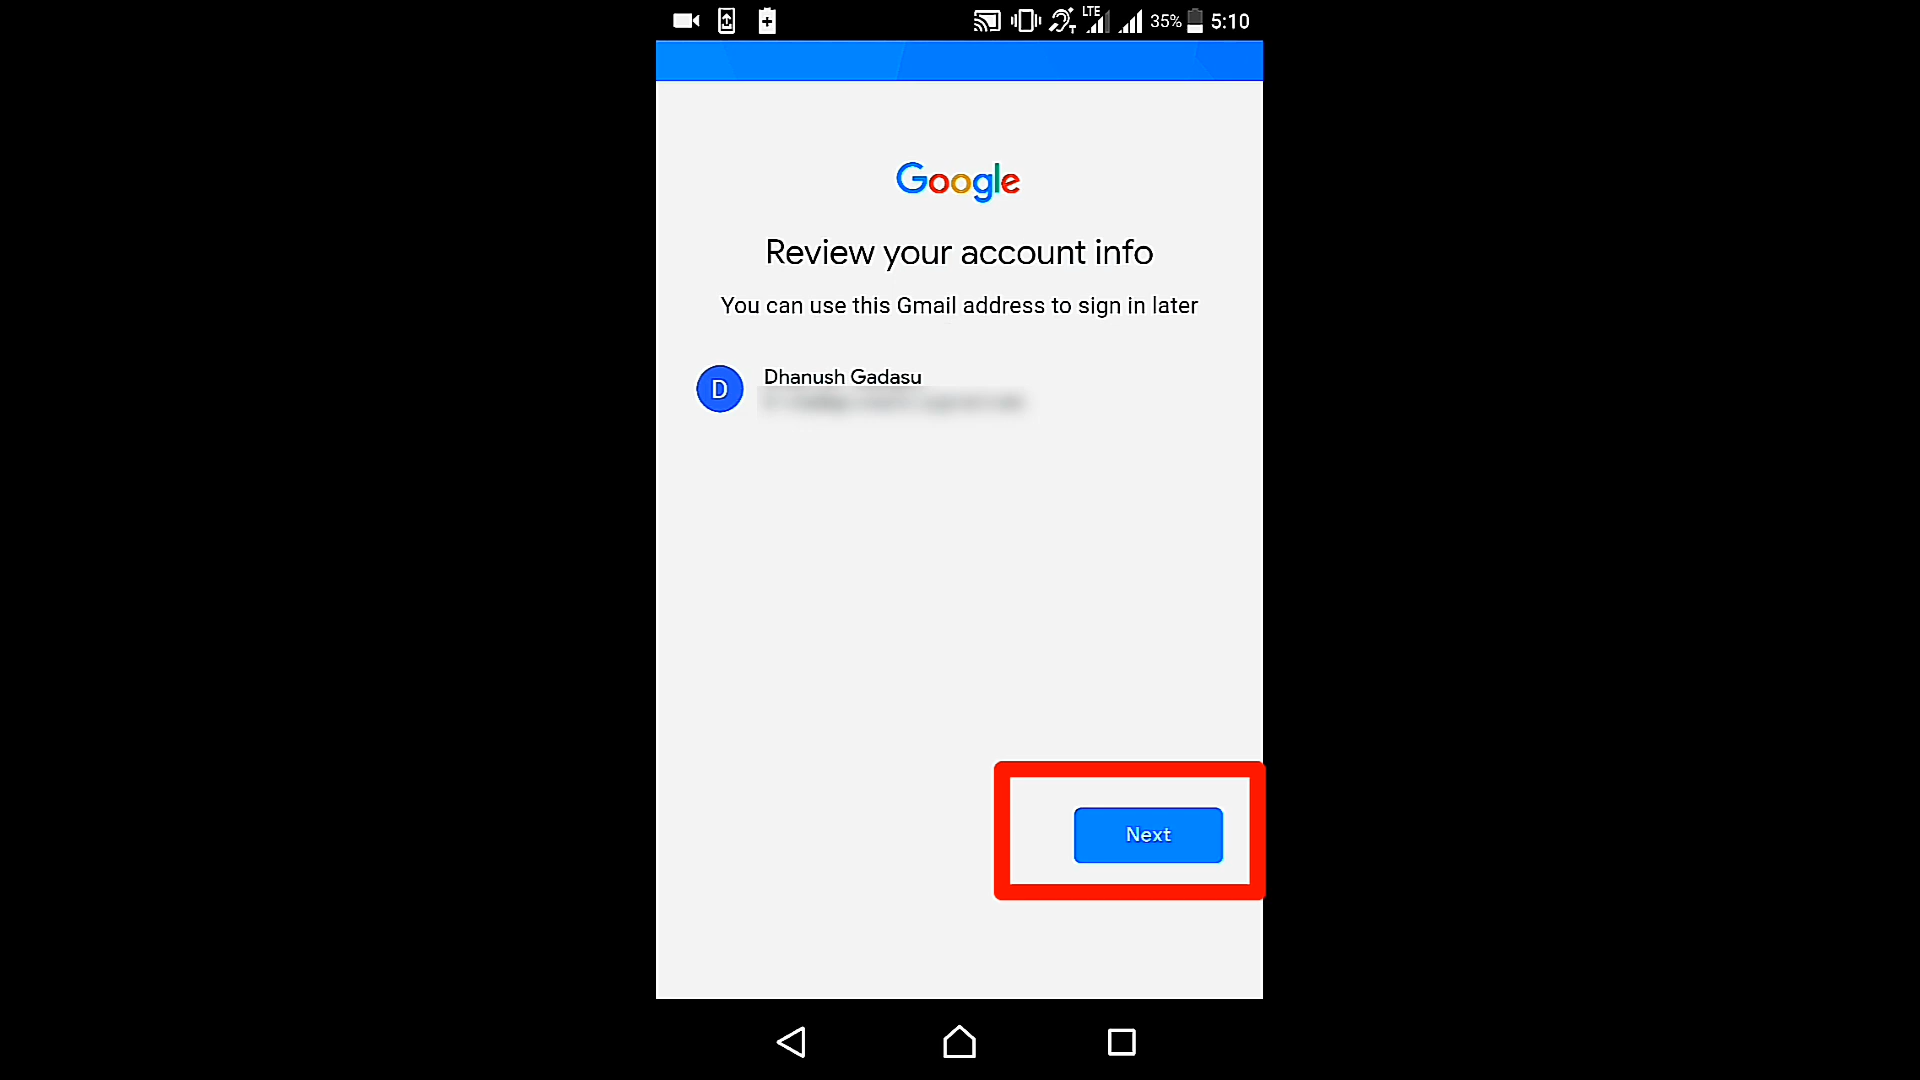 LTE 35% 5:10
Google
Review your account info
You can use this Gmail address to sign in later
D
Dhanush Gadasu
Next